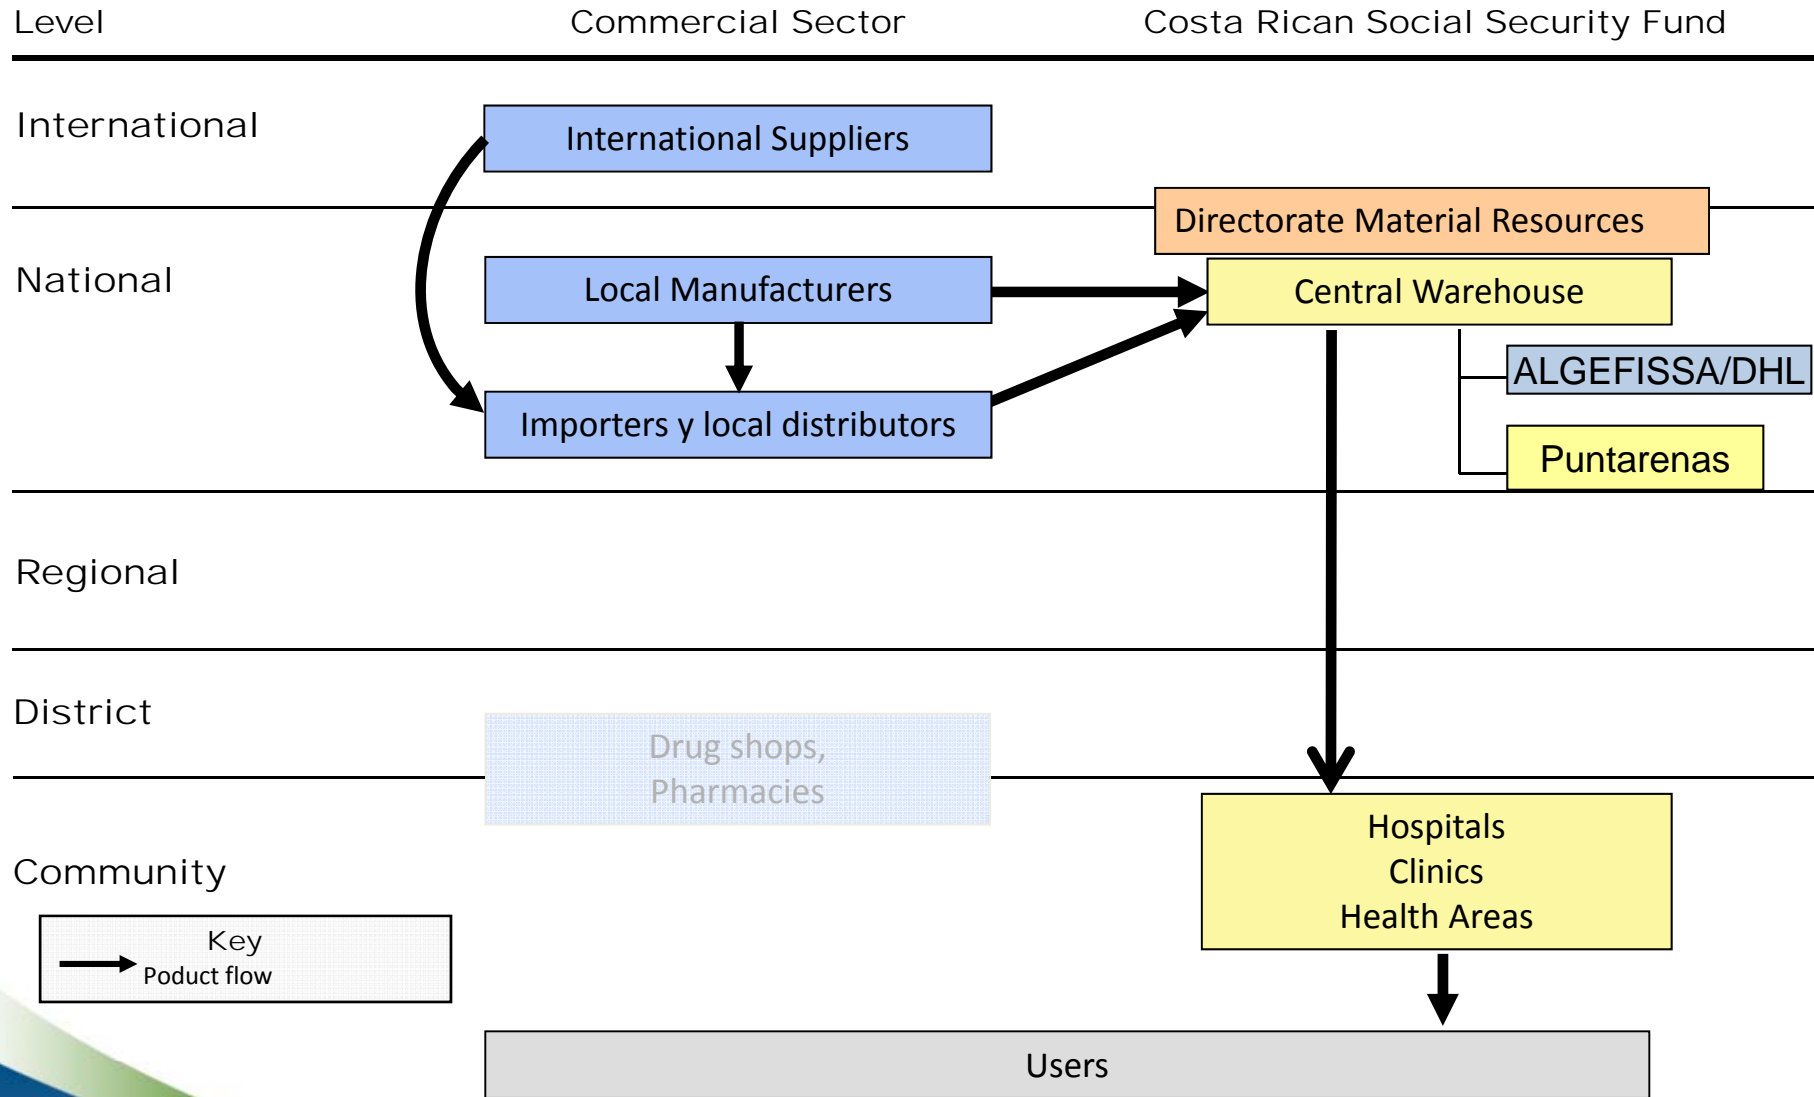 Level
Commercial Sector
Costa Rican Social Security Fund
International
International Suppliers
Directorate Material Resources
National
Local Manufacturers
Central Warehouse
ALGEFISSA/DHL
Importers y local distributors
Puntarenas
Regional
District
Drug shops,
Pharmacies
Hospitals
Clinics
Health Areas
Community
Key
Poduct flow
Users